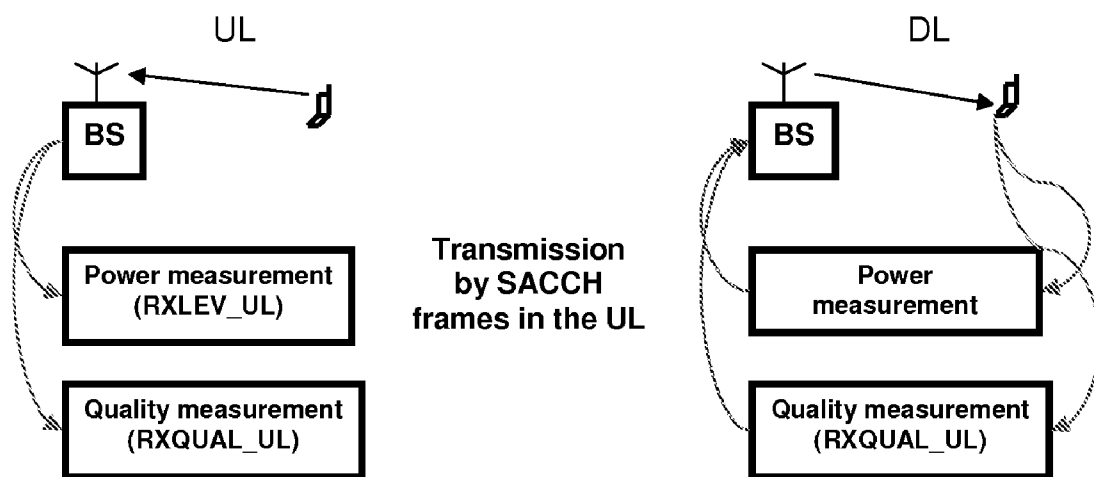 UL
BS
Power measurement
(RXLEV_UL)
Quality measurement
(RXQUAL_UL)
Transmission
by SACCH
frames in the UL
DL
BS
Power
measurement
Quality measurement
(RXQUAL_UL)